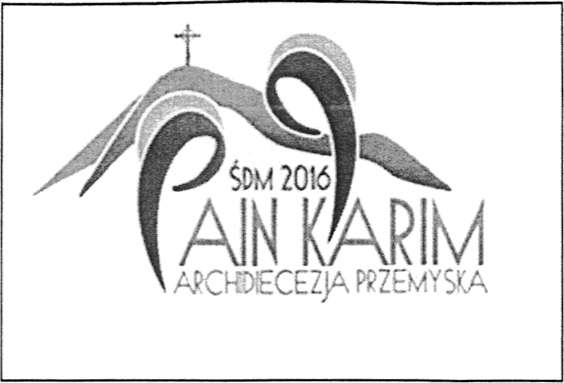 ŚDM 2016
AIN KARIM
ARCHIDIECEZJA PRZEMYSKA